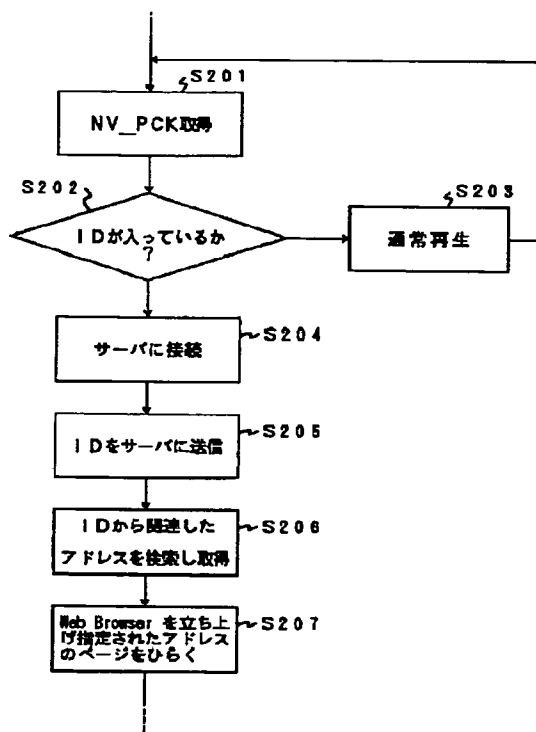 S201
NV_PCK取得
S202
IDが入っているか
?
S203
通常再生
サーバに接続
S204
IDをサーバに送信
S205
IDから関連した
アドレスを検索し取得
S206
Web Browser を立ち上
げ指定されたアドレス
のページをひらく
S207